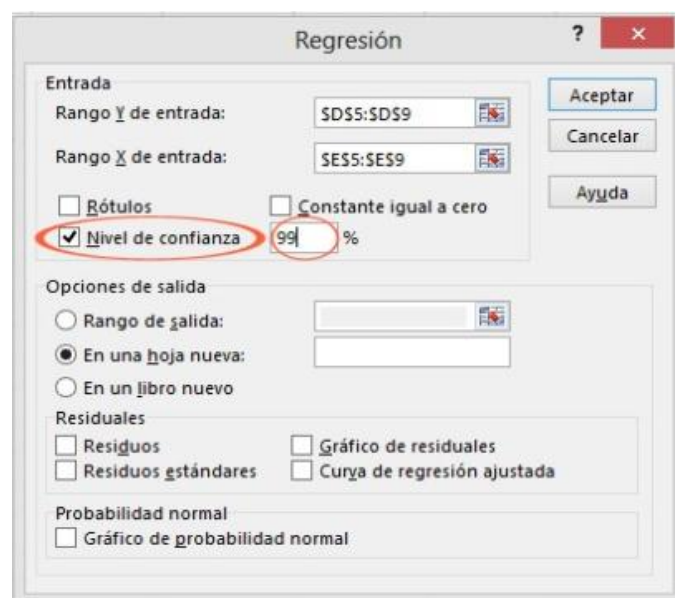 Regresión
?
×
Entrada
Rango Y de entrada:
$D$5:$D$9
Aceptar
Rango X de entrada:
$E$5:$E$9
Cancelar
Rótulos
Constante igual a cero
Ayuda
Nivel de confianza
99
%
Opciones de salida
Rango de salida:
En una hoja nueva:
En un libro nuevo
Residuales
Residuos
Gráfico de residuales
Residuos estándares
Curva de regresión ajustada
Probabilidad normal
Gráfico de probabilidad normal